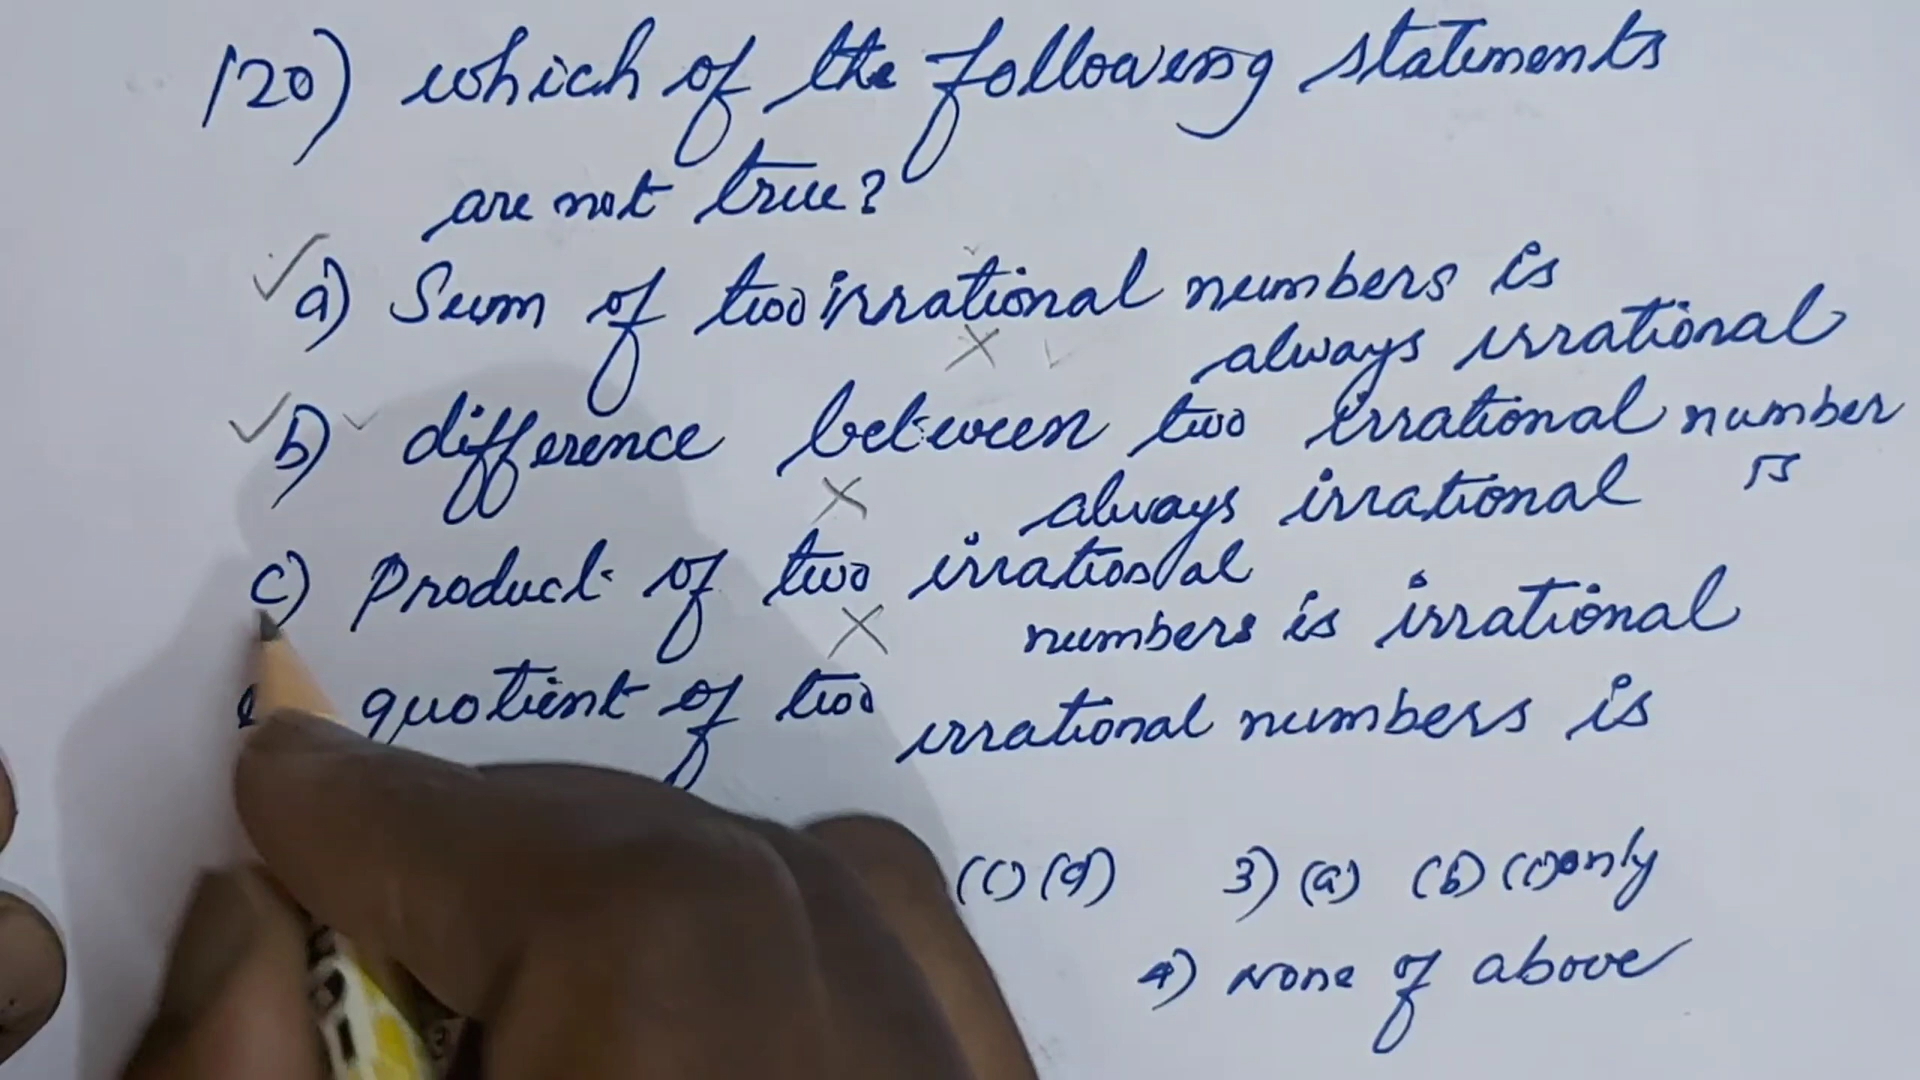 120) which of the following statements
are not true?
a) Sum of two irrational numbers is
always irrational
b) difference between two irrational number
is
always irrational
c) Product of two irrational
numbers is irrational
quotient of two irrational numbers is
(c) (d) 3) (a) (b) (c) only
4) None of above